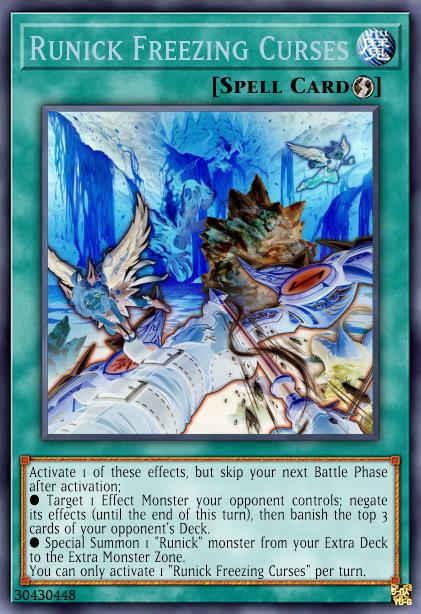 RUNICK FREEZING CURSES 魔
[SPELL CARD]
Activate 1 of these effects, but skip your next Battle Phase
after activation;
● Target 1 Effect Monster your opponent controls; negate
its effects (until the end of this turn), then banish the top 3
cards of your opponent's Deck.
● Special Summon 1 "Runick" monster from your Extra Deck
to the Extra Monster Zone.
You can only activate 1 "Runick Freezing Curses" per turn.
30430448